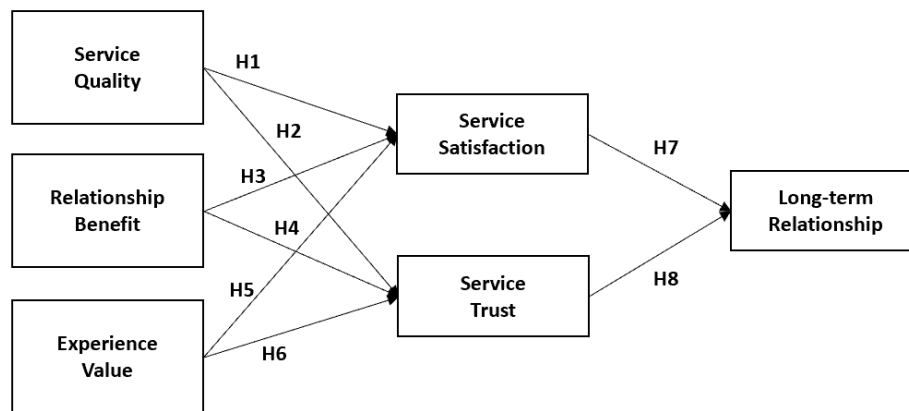 Service
Quality
H1
H2
Service
Satisfaction
H7
Relationship
Benefit
H3
H4
Long-term
Relationship
Service
Trust
H8
H5
H6
Experience
Value